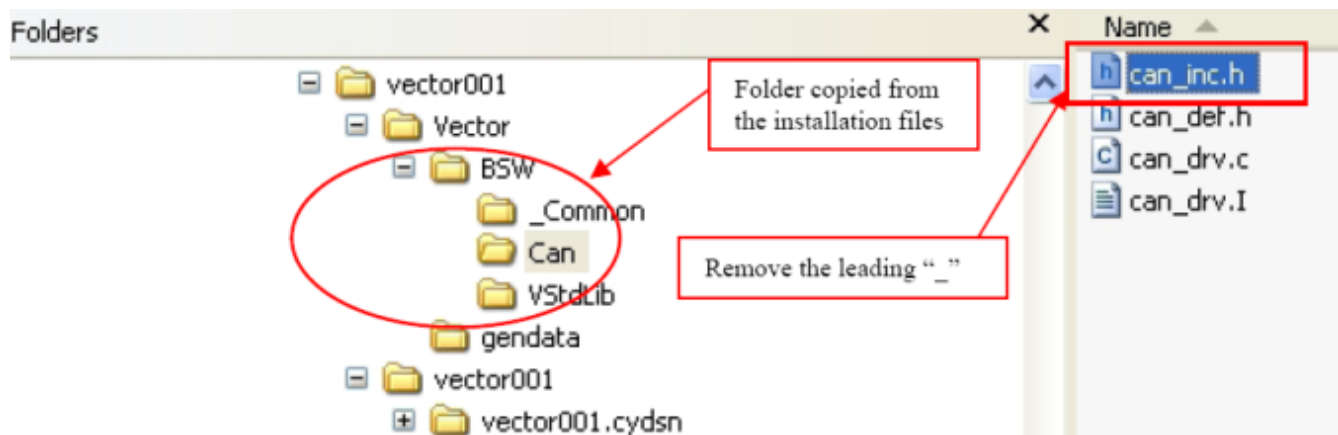 Folders
Name
vector001
Vector
BSW
_Common
Can
VStdLib
gendata
vector001
vector001.cydsn
Folder copied from
the installation files
Remove the leading “_”
can_inc.h
can_def.h
can_drv.c
can_drv.I